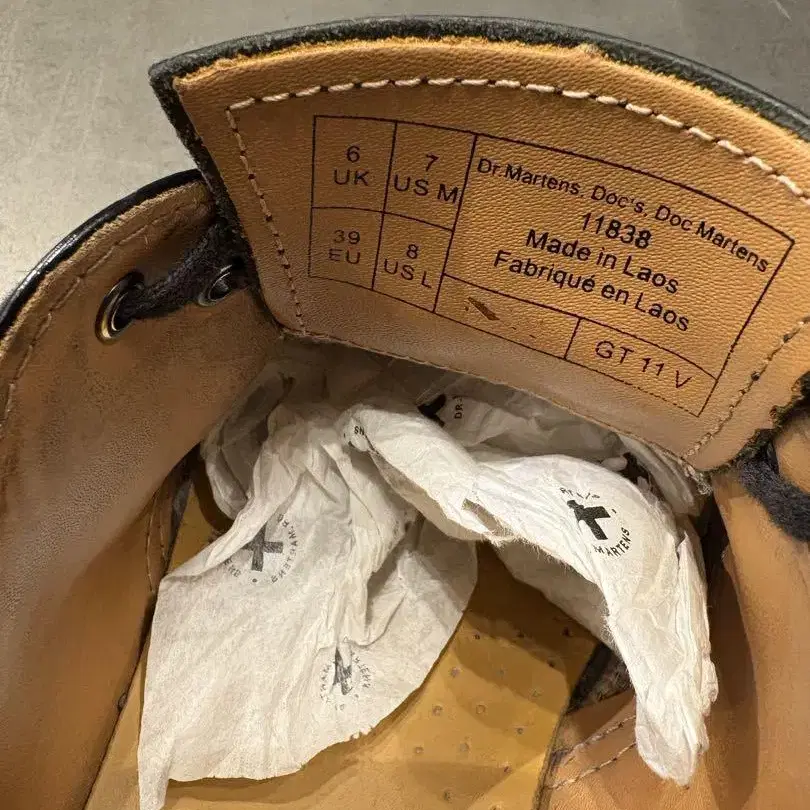 6
UK
7
US M
39
EU
8
US L
Dr.Martens, Doc's, Doc Martens
11838
Made in Laos
Fabriqué en Laos
GT 11 V
DR.
MARTENS